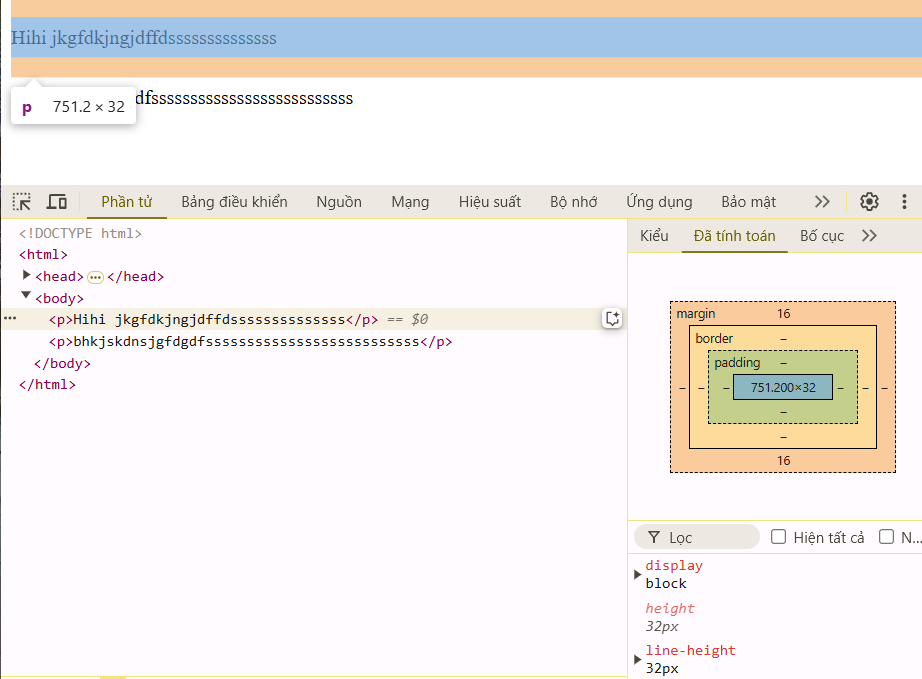 Hihi jkgfdkjngjdffdssssssssssssss
p 751.2 × 32
dfssssssssssssssssssssssssss
Phần tử Bảng điều khiển Nguồn Mạng Hiệu suất Bộ nhớ Ứng dụng Bảo mật
<!DOCTYPE html>
<html>
<head> ••• </head>
<body>
<p>Hihi jkgfdkjngjdffdssssssssssssss</p> == $0
<p>bhkjskdnsjgfdgdfssssssssssssssssssssssssss</p>
</body>
</html>
Kiểu Đã tính toán Bố cục
margin 16
border –
padding –
– – – 751.200×32 – – –
–
–
16
Lọc Hiện tất cả N...
display
block
height
32px
line-height
32px